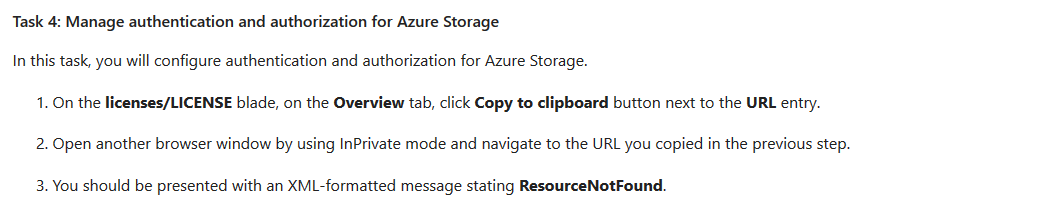 Task 4: Manage authentication and authorization for Azure Storage
In this task, you will configure authentication and authorization for Azure Storage.
1. On the licenses/LICENSE blade, on the Overview tab, click Copy to clipboard button next to the URL entry.
2. Open another browser window by using InPrivate mode and navigate to the URL you copied in the previous step.
3. You should be presented with an XML-formatted message stating ResourceNotFound.